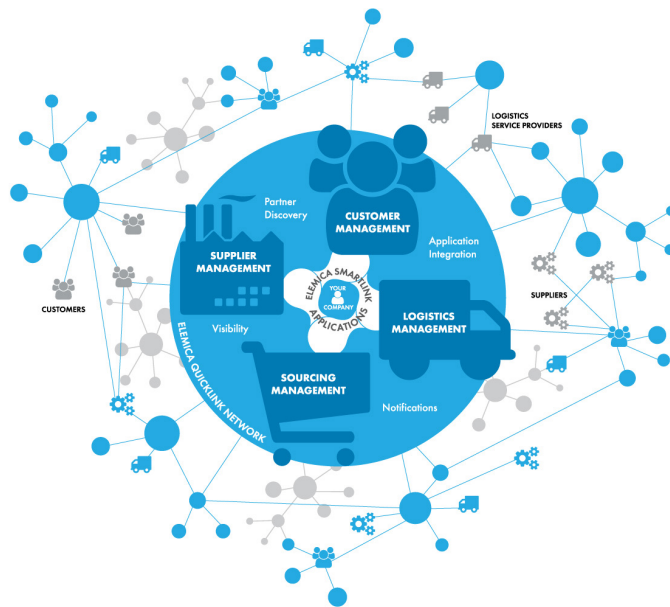 LOGISTICS
SERVICE PROVIDERS
Partner
Discovery
CUSTOMER
MANAGEMENT
SUPPLIER
MANAGEMENT
Application
Integration
ELEMICA SMARTLINK
APPLICATIONS
YOUR
COMPANY
LOGISTICS
MANAGEMENT
CUSTOMERS
SUPPLIERS
Visibility
ELEMICA QUICKLINK NETWORK
SOURCING
MANAGEMENT
Notifications